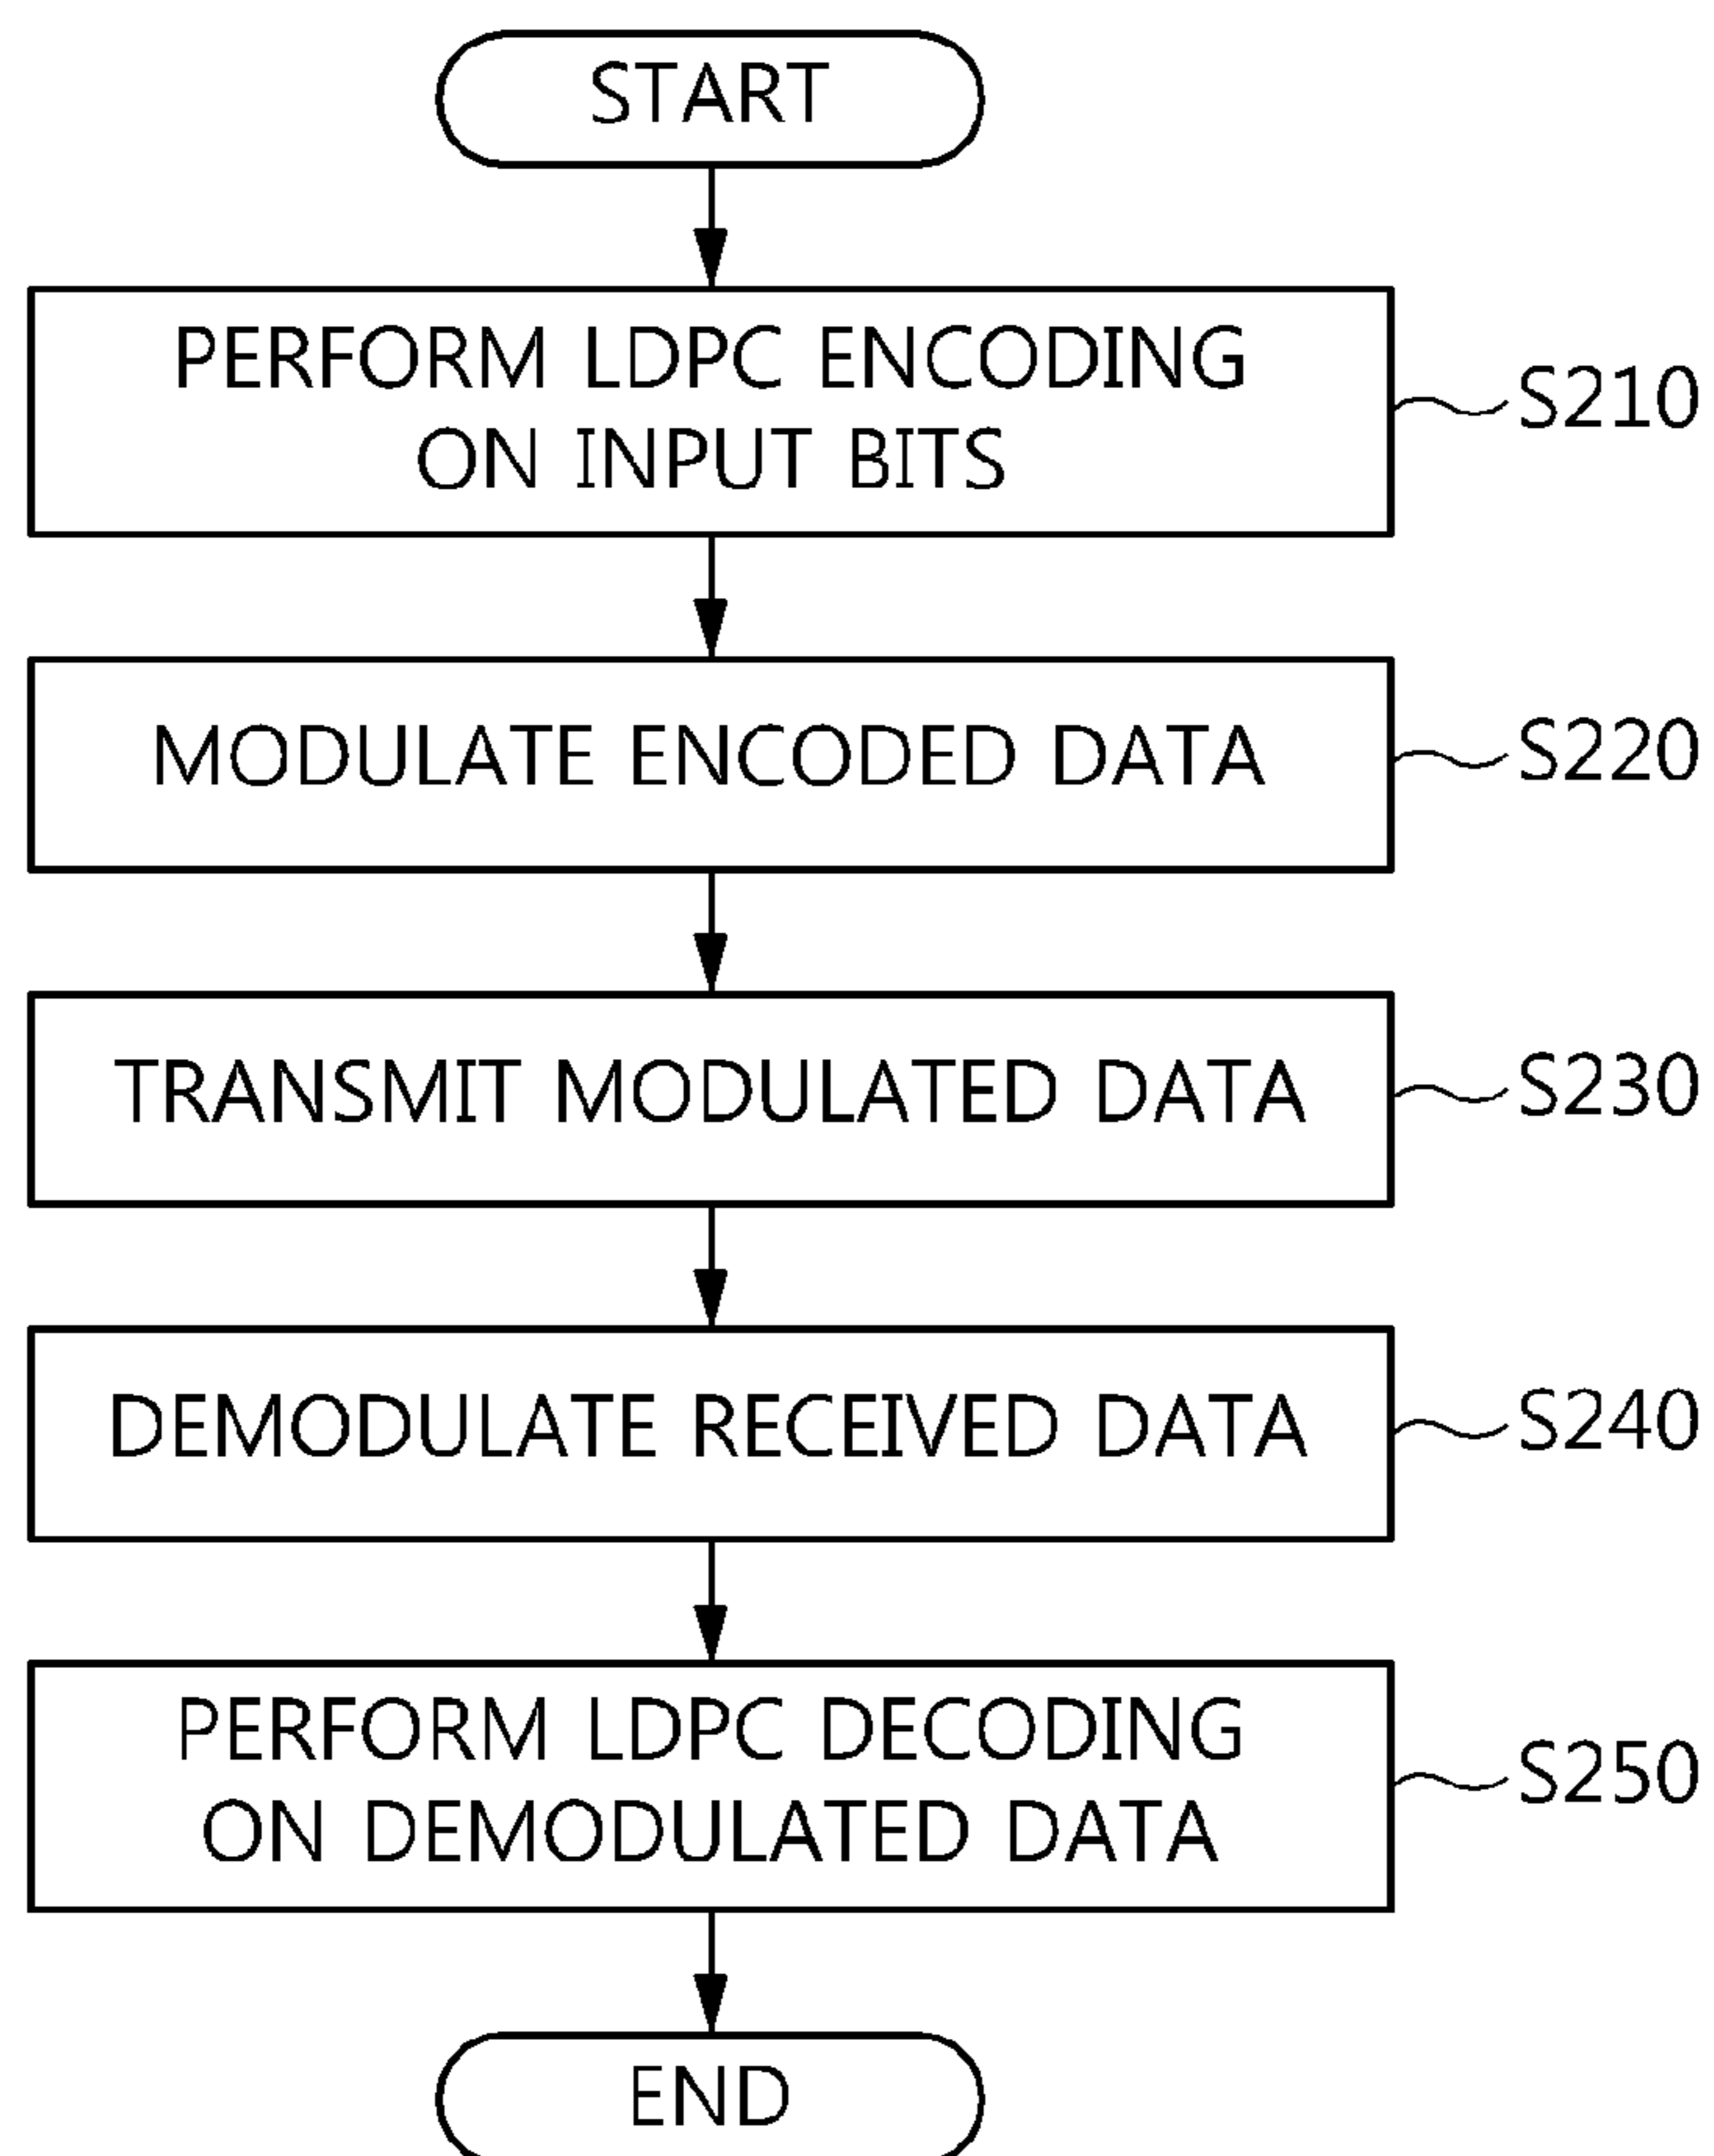 START
PERFORM LDPC ENCODING
ON INPUT BITS
S210
MODULATE ENCODED DATA
S220
TRANSMIT MODULATED DATA
S230
DEMODULATE RECEIVED DATA
S240
PERFORM LDPC DECODING
ON DEMODULATED DATA
S250
END